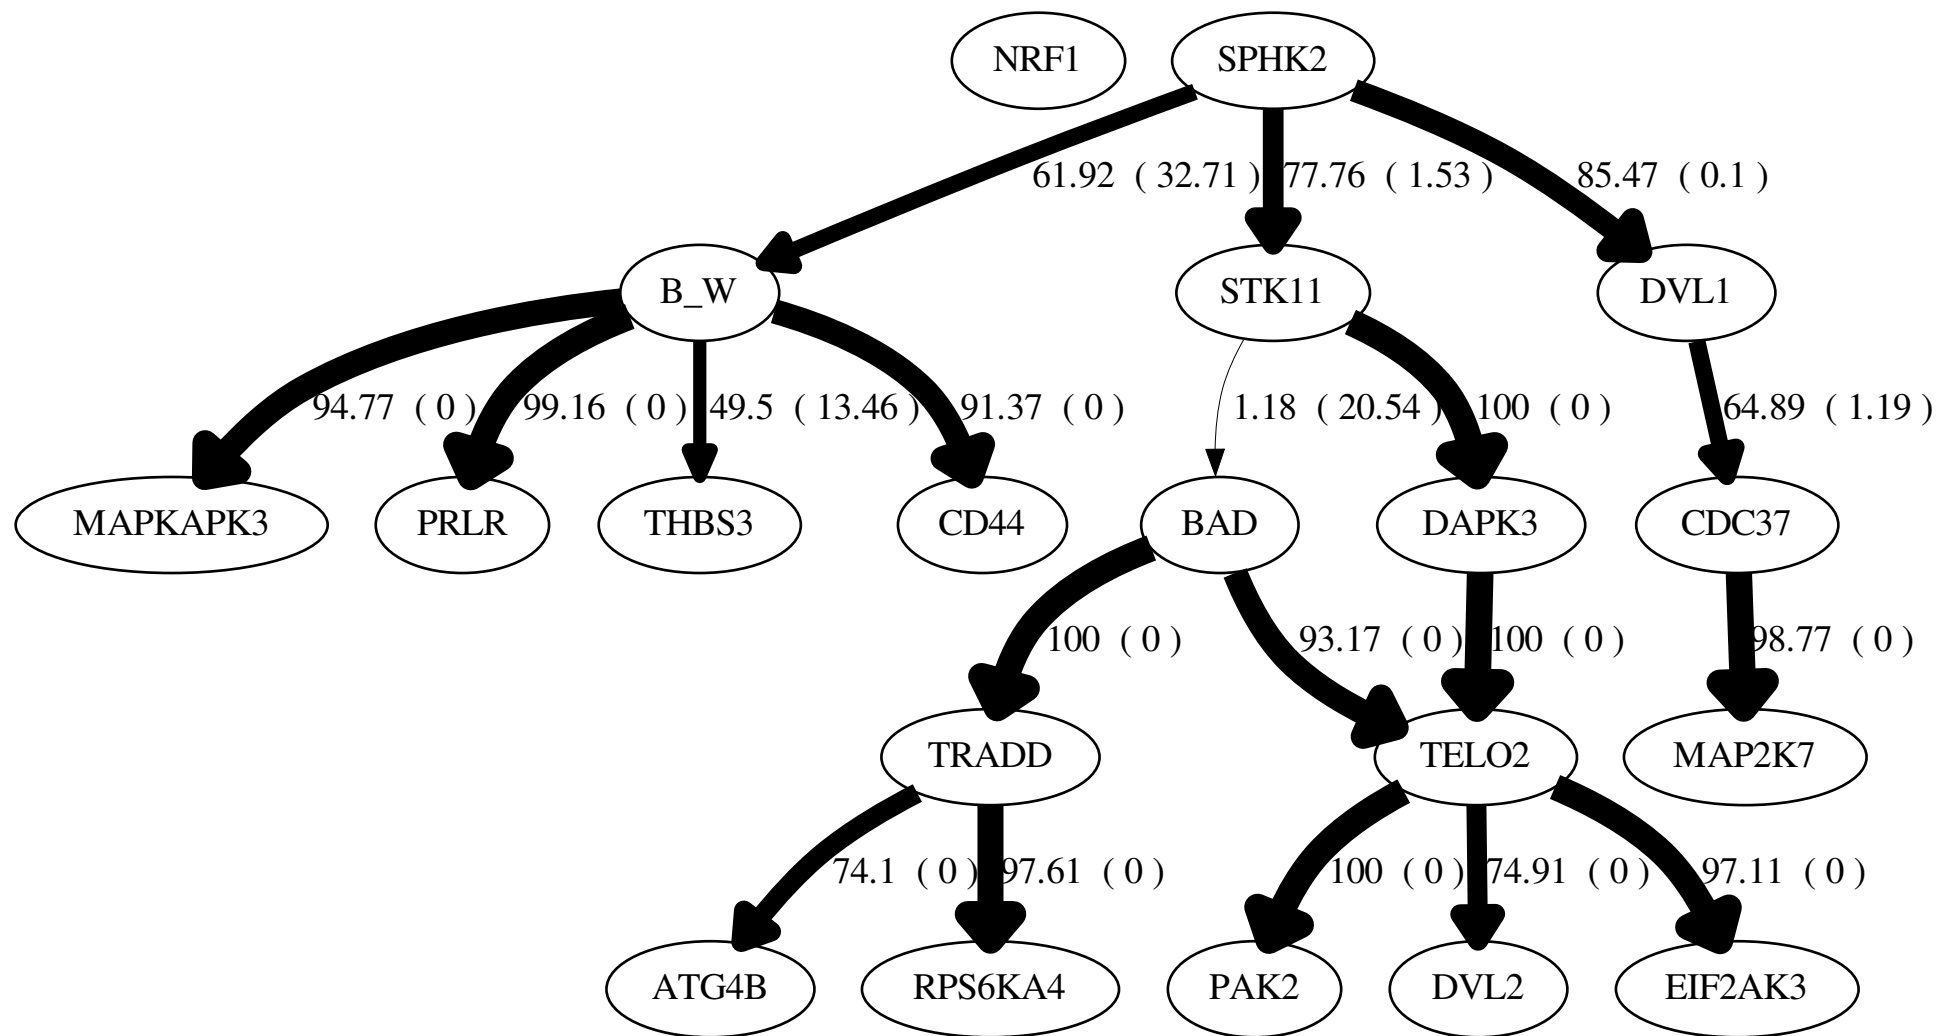 NRF1 SPHK2
61.92 ( 32.71 ) 77.76 ( 1.53 ) 85.47 ( 0.1 )
B_W STK11 DVL1
94.77 ( 0 ) 99.16 ( 0 ) 49.5 ( 13.46 ) 91.37 ( 0 ) 1.18 ( 20.54 ) 100 ( 0 ) 64.89 ( 1.19 )
MAPKAPK3 PRLR THBS3 CD44 BAD DAPK3 CDC37
100 ( 0 ) 93.17 ( 0 ) 100 ( 0 ) 98.77 ( 0 )
TRADD TELO2 MAP2K7
74.1 ( 0 ) 97.61 ( 0 ) 100 ( 0 ) 74.91 ( 0 ) 97.11 ( 0 )
ATG4B RPS6KA4 PAK2 DVL2 EIF2AK3